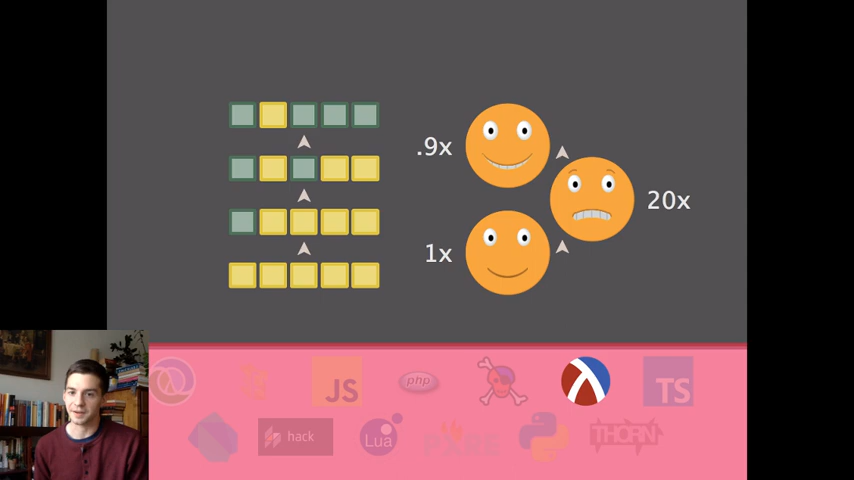 .9x
20x
1x
JS
php
TS
hack
Lua
THORN